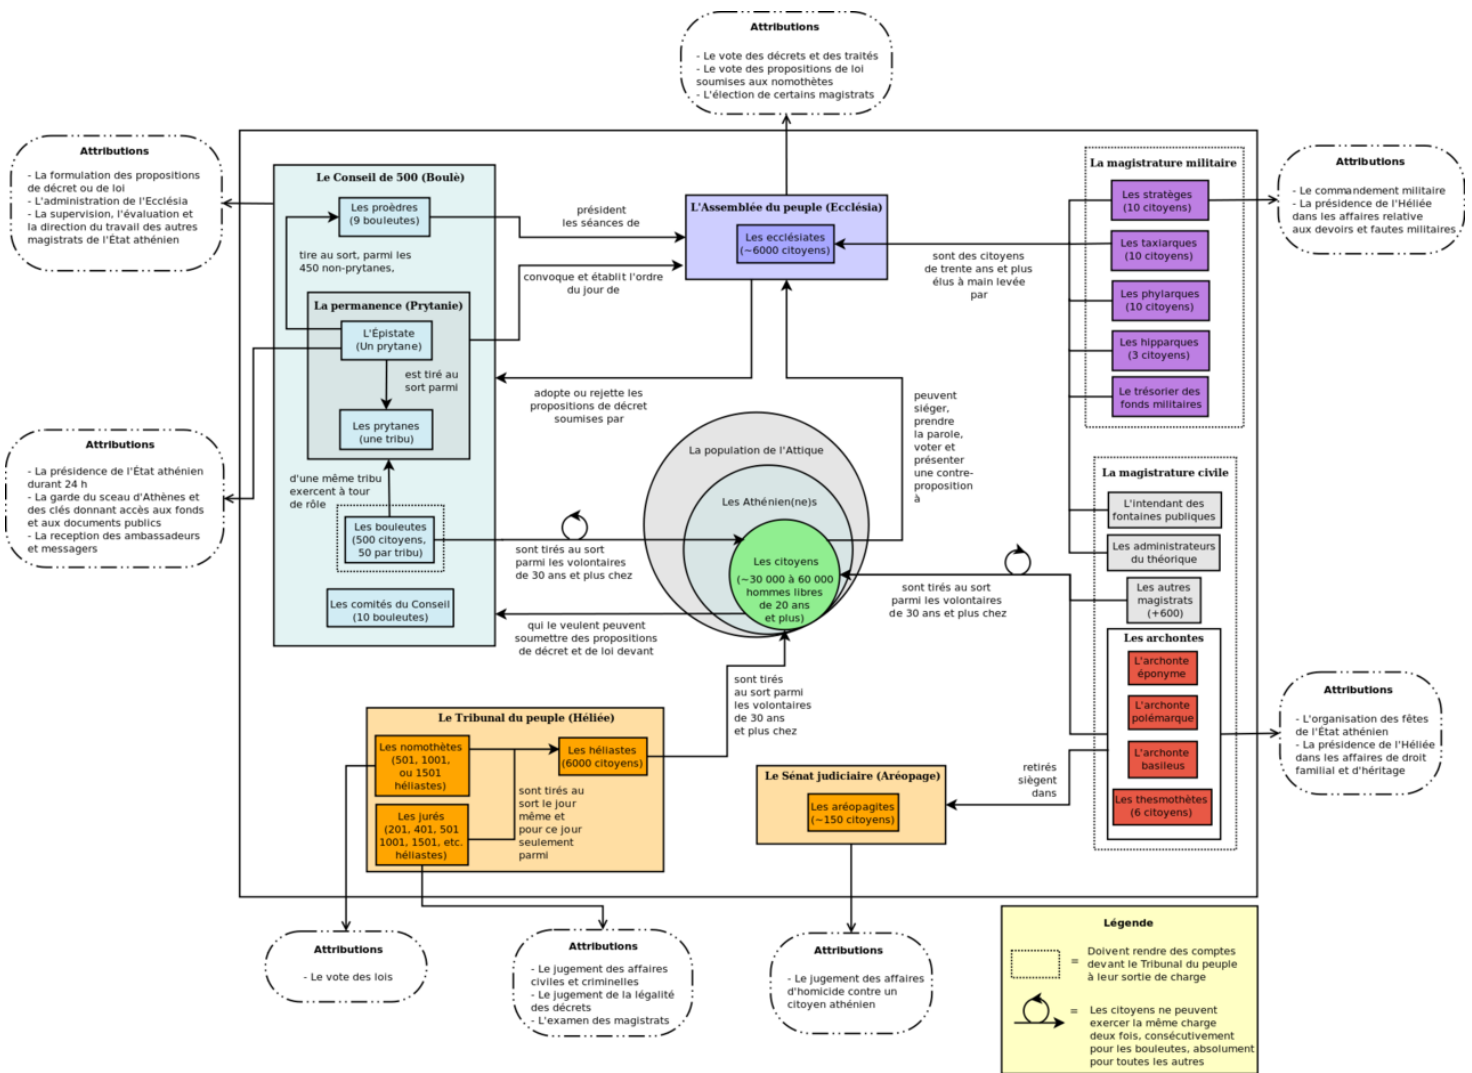 Attributions
- Le vote des décrets et des traités
- Le vote des propositions de loi
soumises aux nomothètes
- L'élection de certains magistrats
Attributions
- La formulation des propositions
de décret ou de loi
- L'administration de l'Ecclésia
- La supervision, l'évaluation et
la direction du travail des autres
magistrats de l'État athénien
Le Conseil de 500 (Boulè)
Les proèdres
(9 bouleutes)
tire au sort, parmi les
450 non-prytanes,
La permanence (Prytanie)
L'Épistate
(Un prytane)
est tiré au
sort parmi
Les prytanes
(une tribu)
d'une même tribu
exercent à tour
de rôle
Les bouleutes
(500 citoyens,
50 par tribu)
Les comités du Conseil
(10 bouleutes)
président
les séances de
convoque et établit l'ordre
du jour de
L'Assemblée du peuple (Ecclésia)
Les ecclésiates
(~6000 citoyens)
sont des citoyens
de trente ans et plus
élus à main levée
par
La magistrature militaire
Les stratèges
(10 citoyens)
Les taxiarques
(10 citoyens)
Les phylarques
(10 citoyens)
Les hipparques
(3 citoyens)
Le trésorier des
fonds militaires
Attributions
- Le commandement militaire
- La présidence de l'Héliée
dans les affaires relative
aux devoirs et fautes militaires
Attributions
- La présidence de l'État athénien
durant 24 h
- La garde du sceau d'Athènes et
des clés donnant accès aux fonds
et aux documents publics
- La reception des ambassadeurs
et messagers
adopte ou rejette les
propositions de décret
soumises par
peuvent
siéger,
prendre
la parole,
voter et
présenter
une contre-
proposition
à
La population de l'Attique
Les Athénien(ne)s
Les citoyens
(~30 000 à 60 000
hommes libres
de 20 ans
et plus)
sont tirés au sort
parmi les volontaires
de 30 ans et plus chez
qui le veulent peuvent
soumettre des propositions
de décret et de loi devant
sont tirés au sort
parmi les volontaires
de 30 ans et plus chez
La magistrature civile
L'intendant des
fontaines publiques
Les administrateurs
du théorique
Les autres
magistrats
(+600)
Les archontes
L'archonte
éponyme
L'archonte
polémarque
L'archonte
basileus
Les thesmothètes
(6 citoyens)
Attributions
- L'organisation des fêtes
de l'État athénien
- La présidence de l'Héliée
dans les affaires de droit
familial et d'héritage
sont tirés
au sort parmi
les volontaires
de 30 ans
et plus chez
Le Tribunal du peuple (Héliée)
Les nomothètes
(501, 1001,
ou 1501
héliastes)
Les héliastes
(6000 citoyens)
sont tirés au
sort le jour
même et
pour ce jour
seulement
parmi
Les jurés
(201, 401, 501
1001, 1501, etc.
héliastes)
retirés
siègent
dans
Le Sénat judiciaire (Aréopage)
Les aréopagites
(~150 citoyens)
Attributions
- Le vote des lois
Attributions
- Le jugement des affaires
civiles et criminelles
- Le jugement de la légalité
des décrets
- L'examen des magistrats
Attributions
- Le jugement des affaires
d'homicide contre un
citoyen athénien
Légende
= Doivent rendre des comptes
devant le Tribunal du peuple
à leur sortie de charge
= Les citoyens ne peuvent
exercer la même charge
deux fois, consécutivement
pour les bouleutes, absolument
pour toutes les autres